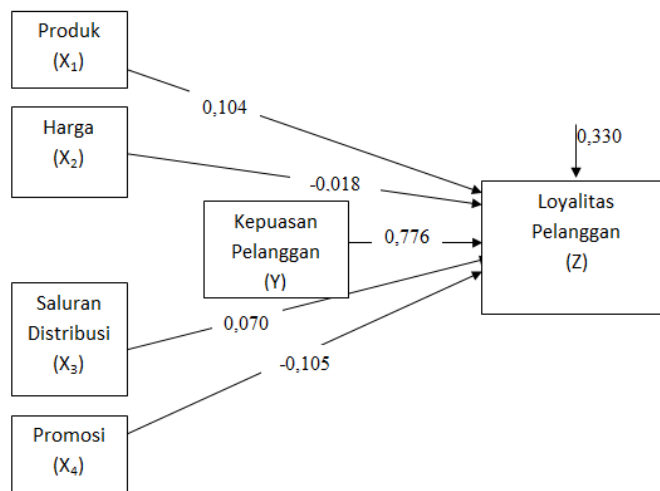 Produk
(X₁)
0,104
Harga
(X₂)
0,330
-0.018
Loyalitas
Pelanggan
(Z)
Kepuasan
Pelanggan
(Y)
0,776
Saluran
Distribusi
(X₃)
0,070
-0,105
Promosi
(X₄)